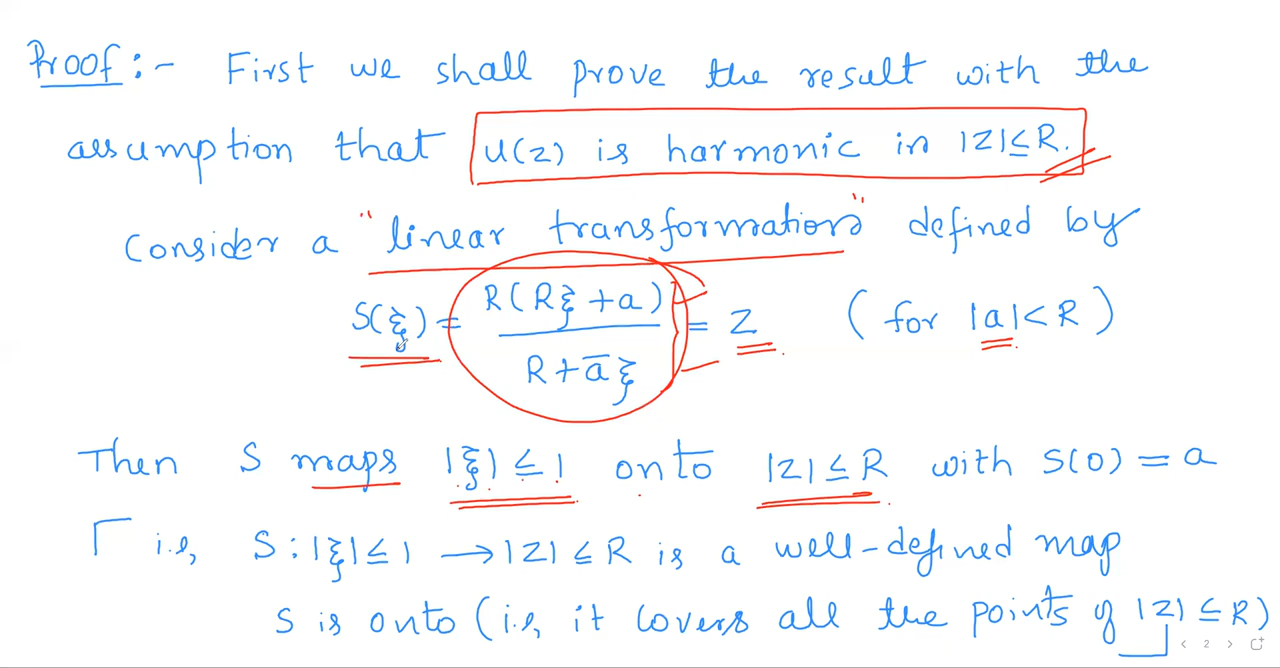 Proof:- First we shall prove the result with the
assumption that u(z) is harmonic in |z|≤R.
Consider a "linear transformation" defined by
S(ξ) = R(Rξ+a) / R+āξ = z (for |a|<R)
Then S maps |ξ|≤1 onto |z|≤R with S(0)=a
i.e, S:|ξ|≤1 ⟶|z|≤R is a well-defined map
S is onto (i.e, it covers all the points of |z|≤R)
< 2 >